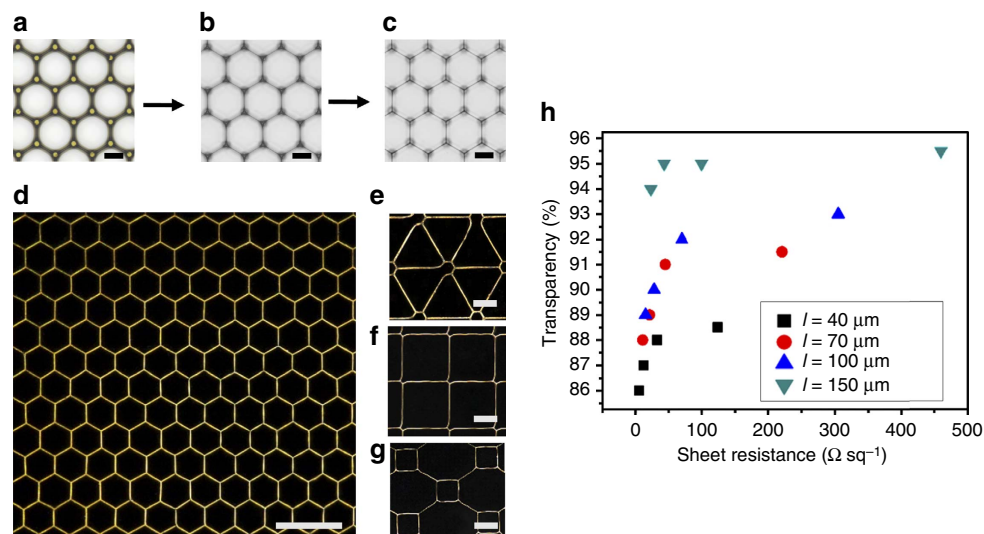 a
b
c
h
d
e
f
g
96
95
94
93
92
91
90
89
88
87
86
Transparency (%)
0 100 200 300 400 500
Sheet resistance (Ω sq⁻¹)
l = 40 μm
l = 70 μm
l = 100 μm
l = 150 μm